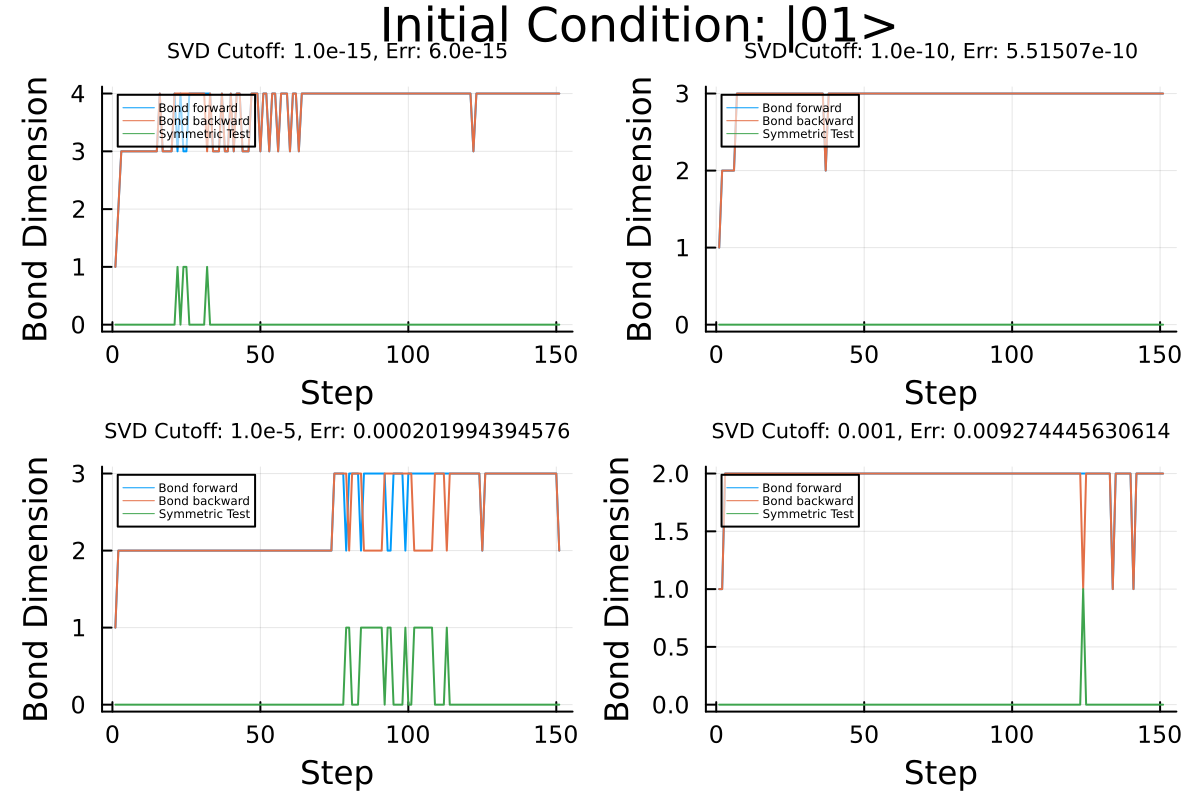 Initial Condition: |01>
SVD Cutoff: 1.0e-15, Err: 6.0e-15
Bond Dimension
4
3
2
1
0
Bond forward
Bond backward
Symmetric Test
0 50 100 150
Step
SVD Cutoff: 1.0e-10, Err: 5.51507e-10
Bond Dimension
3
2
1
0
Bond forward
Bond backward
Symmetric Test
0 50 100 150
Step
SVD Cutoff: 1.0e-5, Err: 0.000201994394576
Bond Dimension
3
2
1
0
Bond forward
Bond backward
Symmetric Test
0 50 100 150
Step
SVD Cutoff: 0.001, Err: 0.009274445630614
Bond Dimension
2.0
1.5
1.0
0.5
0.0
Bond forward
Bond backward
Symmetric Test
0 50 100 150
Step